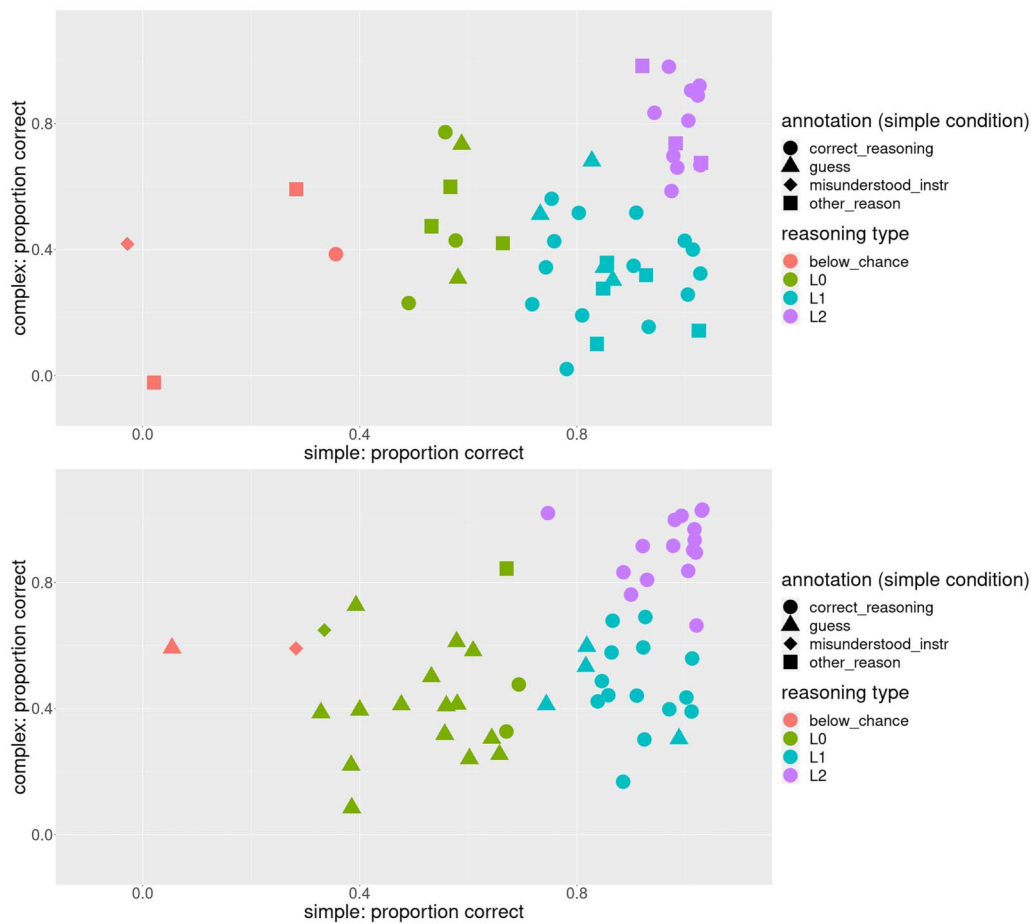 complex: proportion correct
0.8
0.4
0.0
0.0
0.4
0.8
simple: proportion correct
annotation (simple condition)
correct_reasoning
guess
misunderstood_instr
other_reason
reasoning type
below_chance
L0
L1
L2
complex: proportion correct
0.8
0.4
0.0
0.0
0.4
0.8
simple: proportion correct
annotation (simple condition)
correct_reasoning
guess
misunderstood_instr
other_reason
reasoning type
below_chance
L0
L1
L2